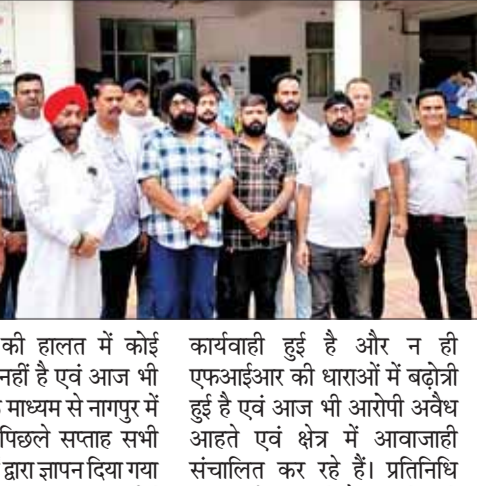 की हालत में कोई
नहीं है एवं आज भी
माध्यम से नागपुर में
पिछले सप्ताह सभी
द्वारा ज्ञापन दिया गया
कार्यवाही हुई है और न ही
एफआईआर की धाराओं में बढ़ोत्री
हुई है एवं आज भी आरोपी अवैध
आहते एवं क्षेत्र में आवाजाही
संचालित कर रहे हैं। प्रतिनिधि